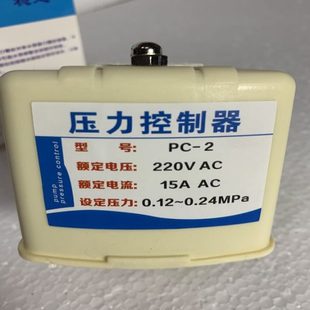 压力控制器
型 号: PC-2
额定电压: 220V AC
额定电流: 15A AC
设定压力: 0.12~0.24MPa
pump
pressure control